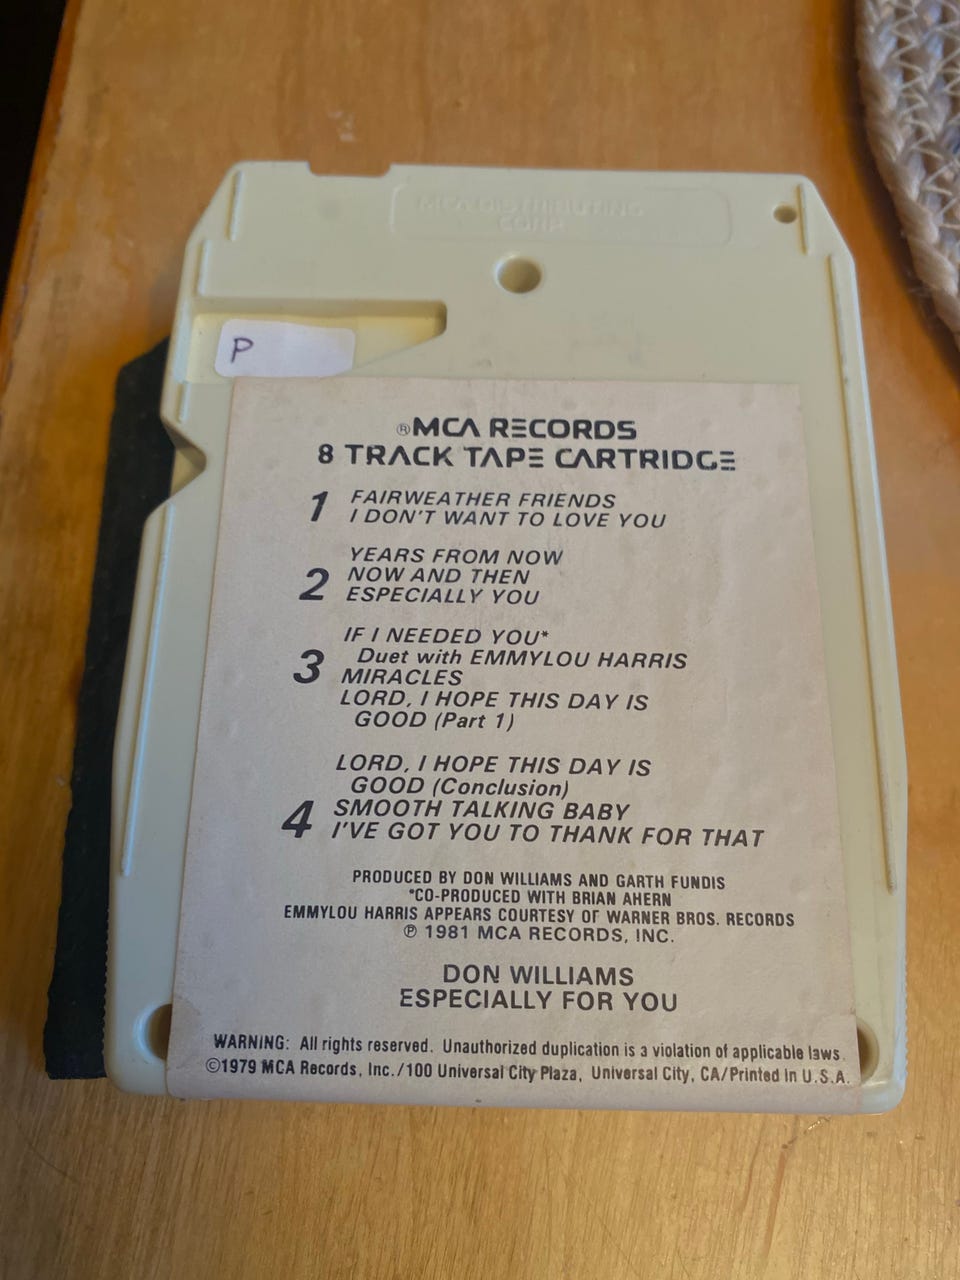 MCA DISTRIBUTING
CORP.
P
®MCA RECORDS
8 TRACK TAPE CARTRIDGE
1 FAIRWEATHER FRIENDS
I DON'T WANT TO LOVE YOU
YEARS FROM NOW
2 NOW AND THEN
ESPECIALLY YOU
IF I NEEDED YOU*
3 Duet with EMMYLOU HARRIS
MIRACLES
LORD, I HOPE THIS DAY IS
GOOD (Part 1)
LORD, I HOPE THIS DAY IS
GOOD (Conclusion)
4 SMOOTH TALKING BABY
I'VE GOT YOU TO THANK FOR THAT
PRODUCED BY DON WILLIAMS AND GARTH FUNDIS
*CO-PRODUCED WITH BRIAN AHERN
EMMYLOU HARRIS APPEARS COURTESY OF WARNER BROS. RECORDS
℗ 1981 MCA RECORDS, INC.
DON WILLIAMS
ESPECIALLY FOR YOU
WARNING: All rights reserved. Unauthorized duplication is a violation of applicable laws.
©1979 MCA Records, Inc./100 Universal City Plaza, Universal City, CA/Printed In U.S.A.